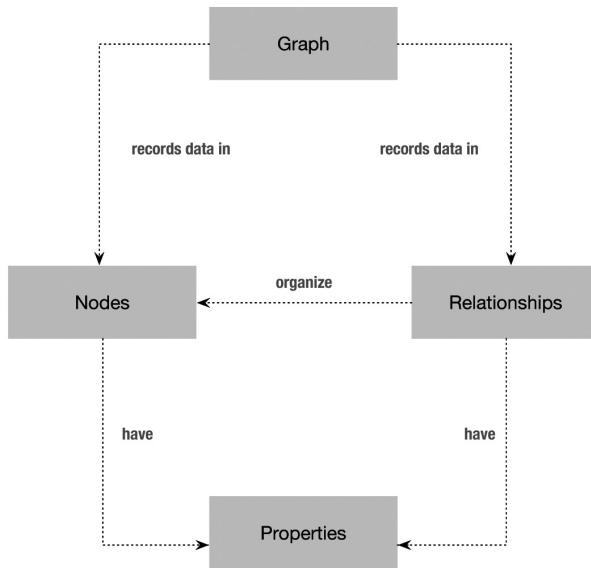 Graph
records data in
records data in
organize
Nodes
Relationships
have
have
Properties